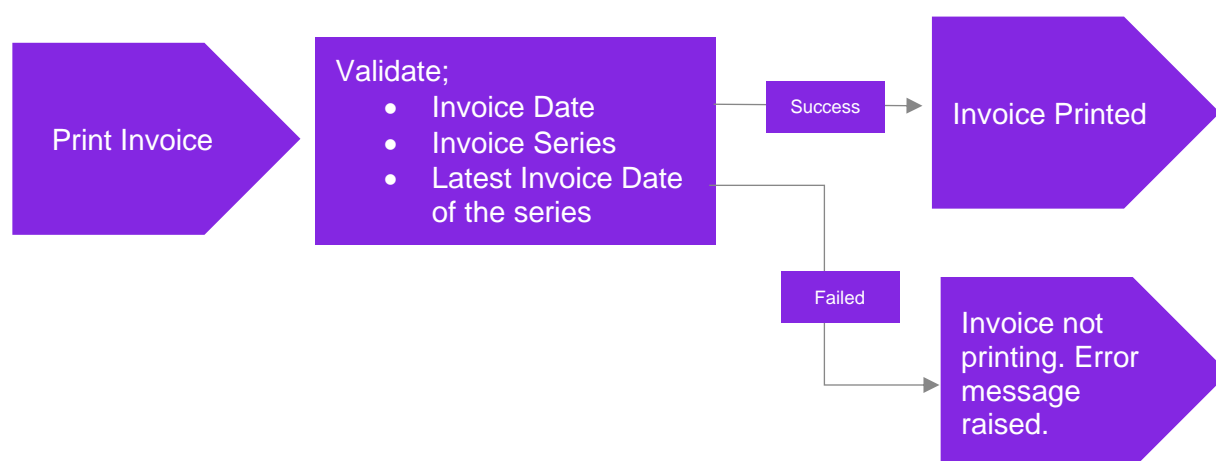 Print Invoice
Validate;
• Invoice Date
• Invoice Series
• Latest Invoice Date
of the series
Success
Invoice Printed
Failed
Invoice not
printing. Error
message
raised.